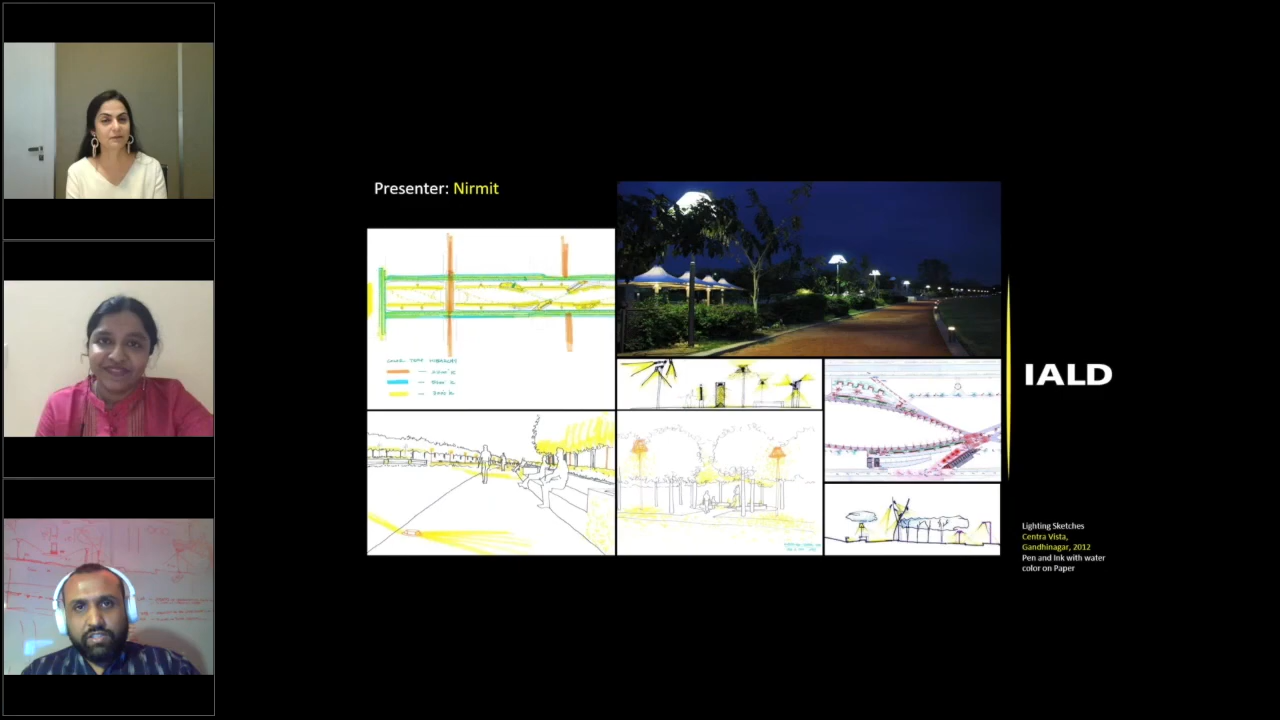 Presenter: Nirmit
IALD
Lighting Sketches
Centra Vista,
Gandhinagar, 2012
Pen and Ink with water
color on Paper